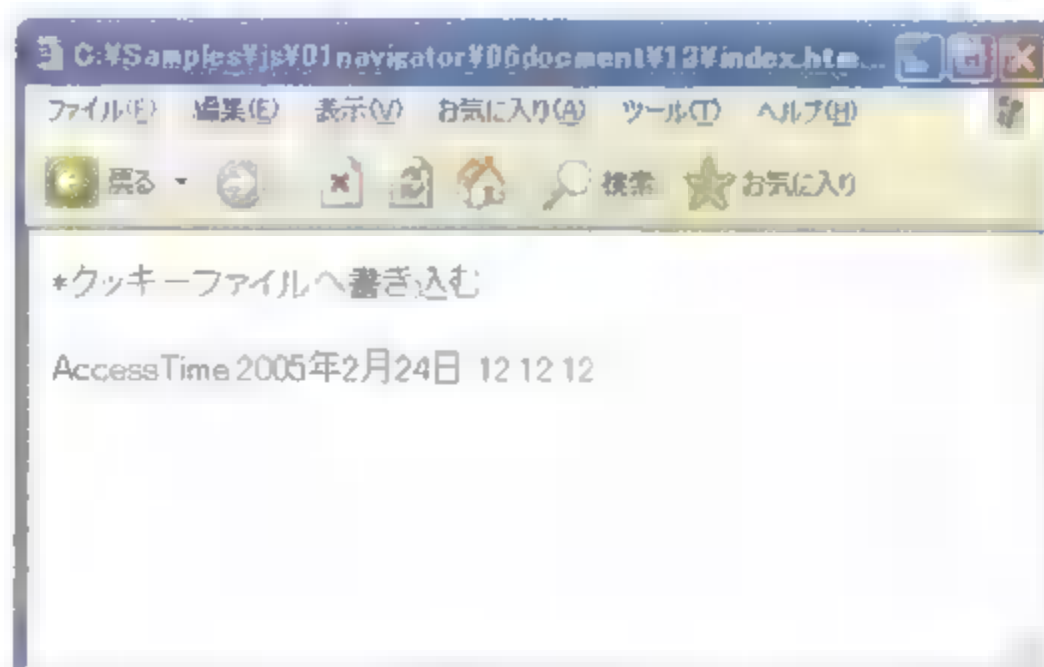 C:¥Samples¥js¥01navigator¥06docment¥13¥index.htm...
ファイル(F) 編集(E) 表示(V) お気に入り(A) ツール(T) ヘルプ(H)
戻る 検索 お気に入り
*クッキーファイルへ書き込む
AccessTime 2005年2月24日 12 12 12